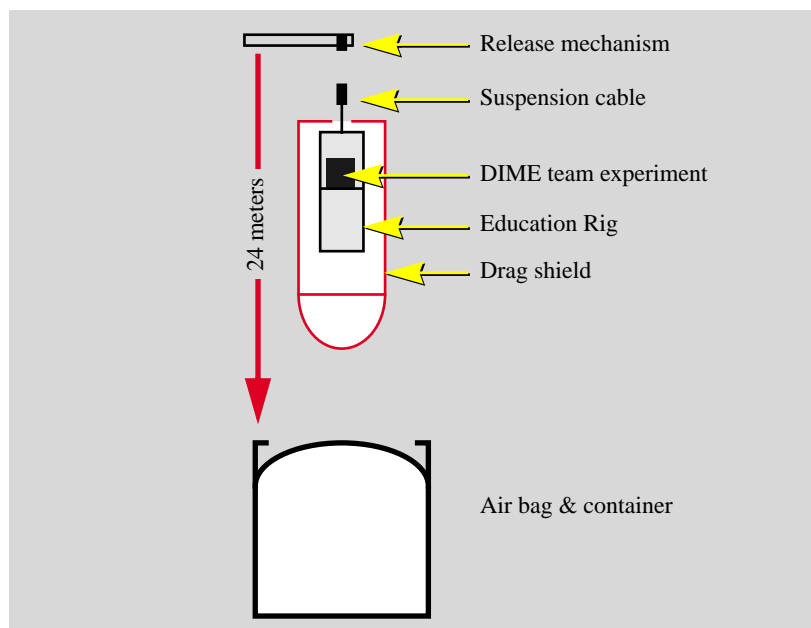 Release mechanism
Suspension cable
DIME team experiment
24 meters
Education Rig
Drag shield
Air bag & container